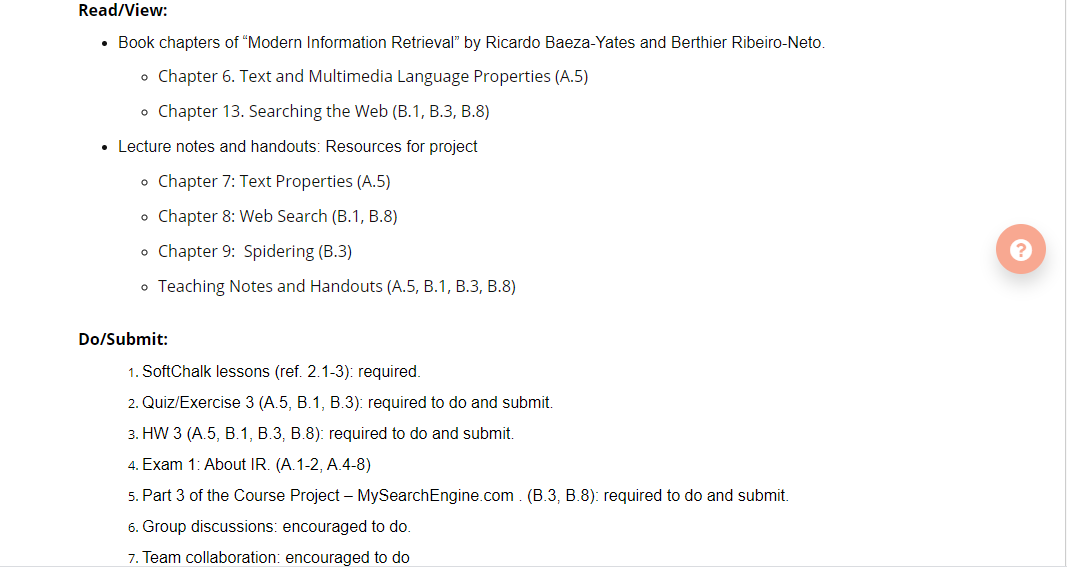 Read/View:
• Book chapters of “Modern Information Retrieval” by Ricardo Baeza-Yates and Berthier Ribeiro-Neto.
◦ Chapter 6. Text and Multimedia Language Properties (A.5)
◦ Chapter 13. Searching the Web (B.1, B.3, B.8)
• Lecture notes and handouts: Resources for project
◦ Chapter 7: Text Properties (A.5)
◦ Chapter 8: Web Search (B.1, B.8)
◦ Chapter 9:  Spidering (B.3)
?
◦ Teaching Notes and Handouts (A.5, B.1, B.3, B.8)
Do/Submit:
1. SoftChalk lessons (ref. 2.1-3): required.
2. Quiz/Exercise 3 (A.5, B.1, B.3): required to do and submit.
3. HW 3 (A.5, B.1, B.3, B.8): required to do and submit.
4. Exam 1: About IR. (A.1-2, A.4-8)
5. Part 3 of the Course Project – MySearchEngine.com . (B.3, B.8): required to do and submit.
6. Group discussions: encouraged to do.
7. Team collaboration: encouraged to do